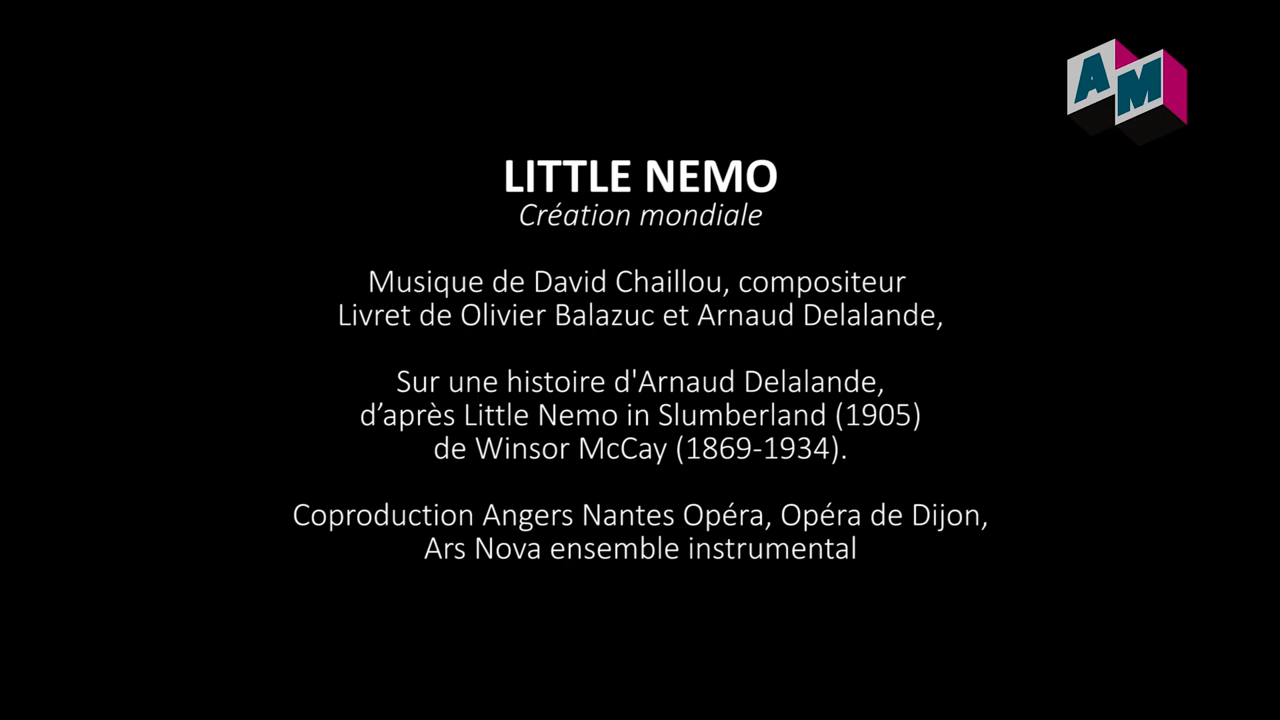 AM
LITTLE NEMO
Création mondiale
Musique de David Chaillou, compositeur
Livret de Olivier Balazuc et Arnaud Delalande,
Sur une histoire d'Arnaud Delalande,
d’après Little Nemo in Slumberland (1905)
de Winsor McCay (1869-1934).
Coproduction Angers Nantes Opéra, Opéra de Dijon,
Ars Nova ensemble instrumental